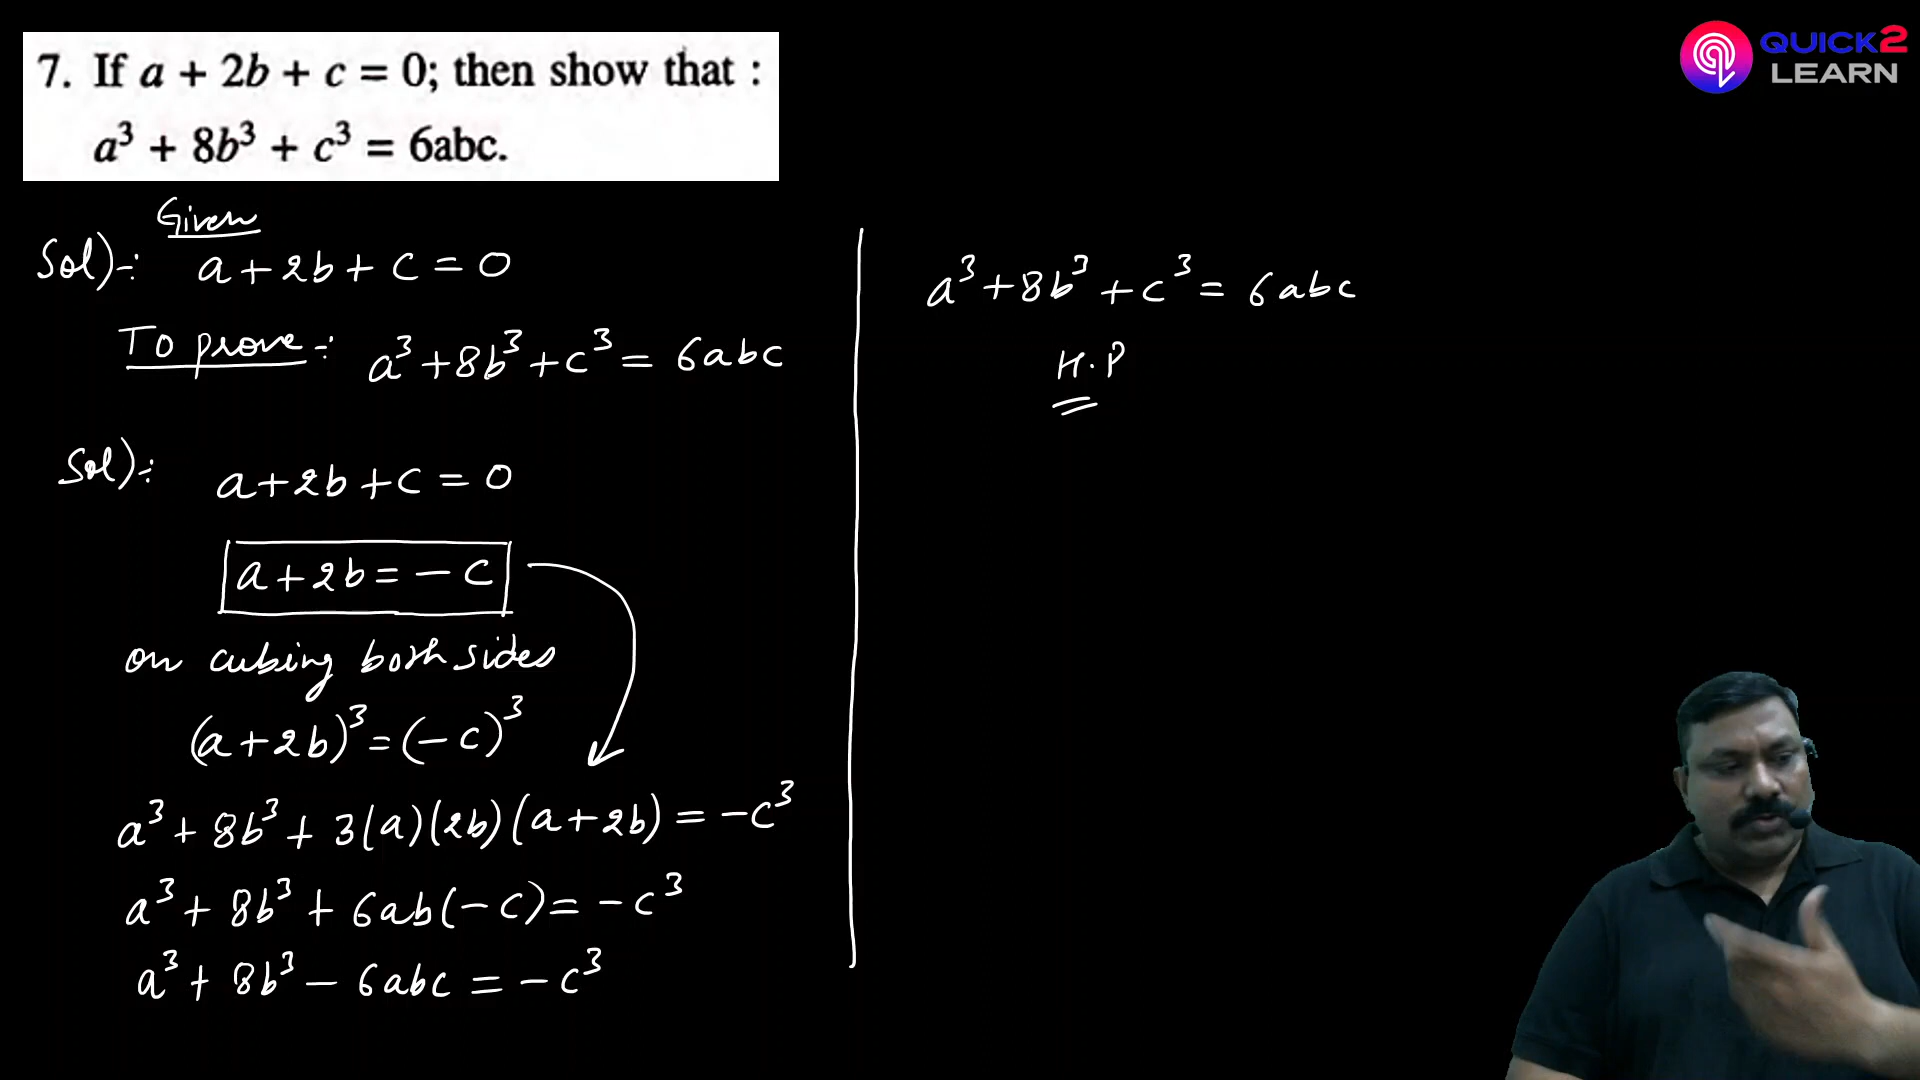 7. If a + 2b + c = 0; then show that :
a³ + 8b³ + c³ = 6abc.
QUICK2
LEARN
Given
Sol):- a+2b+c=0
To prove:- a³+8b³+c³=6abc
Sol):- a+2b+c=0
a+2b=-c
on cubing both sides
(a+2b)³=(-c)³
a³+8b³+3(a)(2b)(a+2b)=-c³
a³+8b³+6ab(-c)=-c³
a³+8b³-6abc=-c³
a³+8b³+c³=6abc
H.P